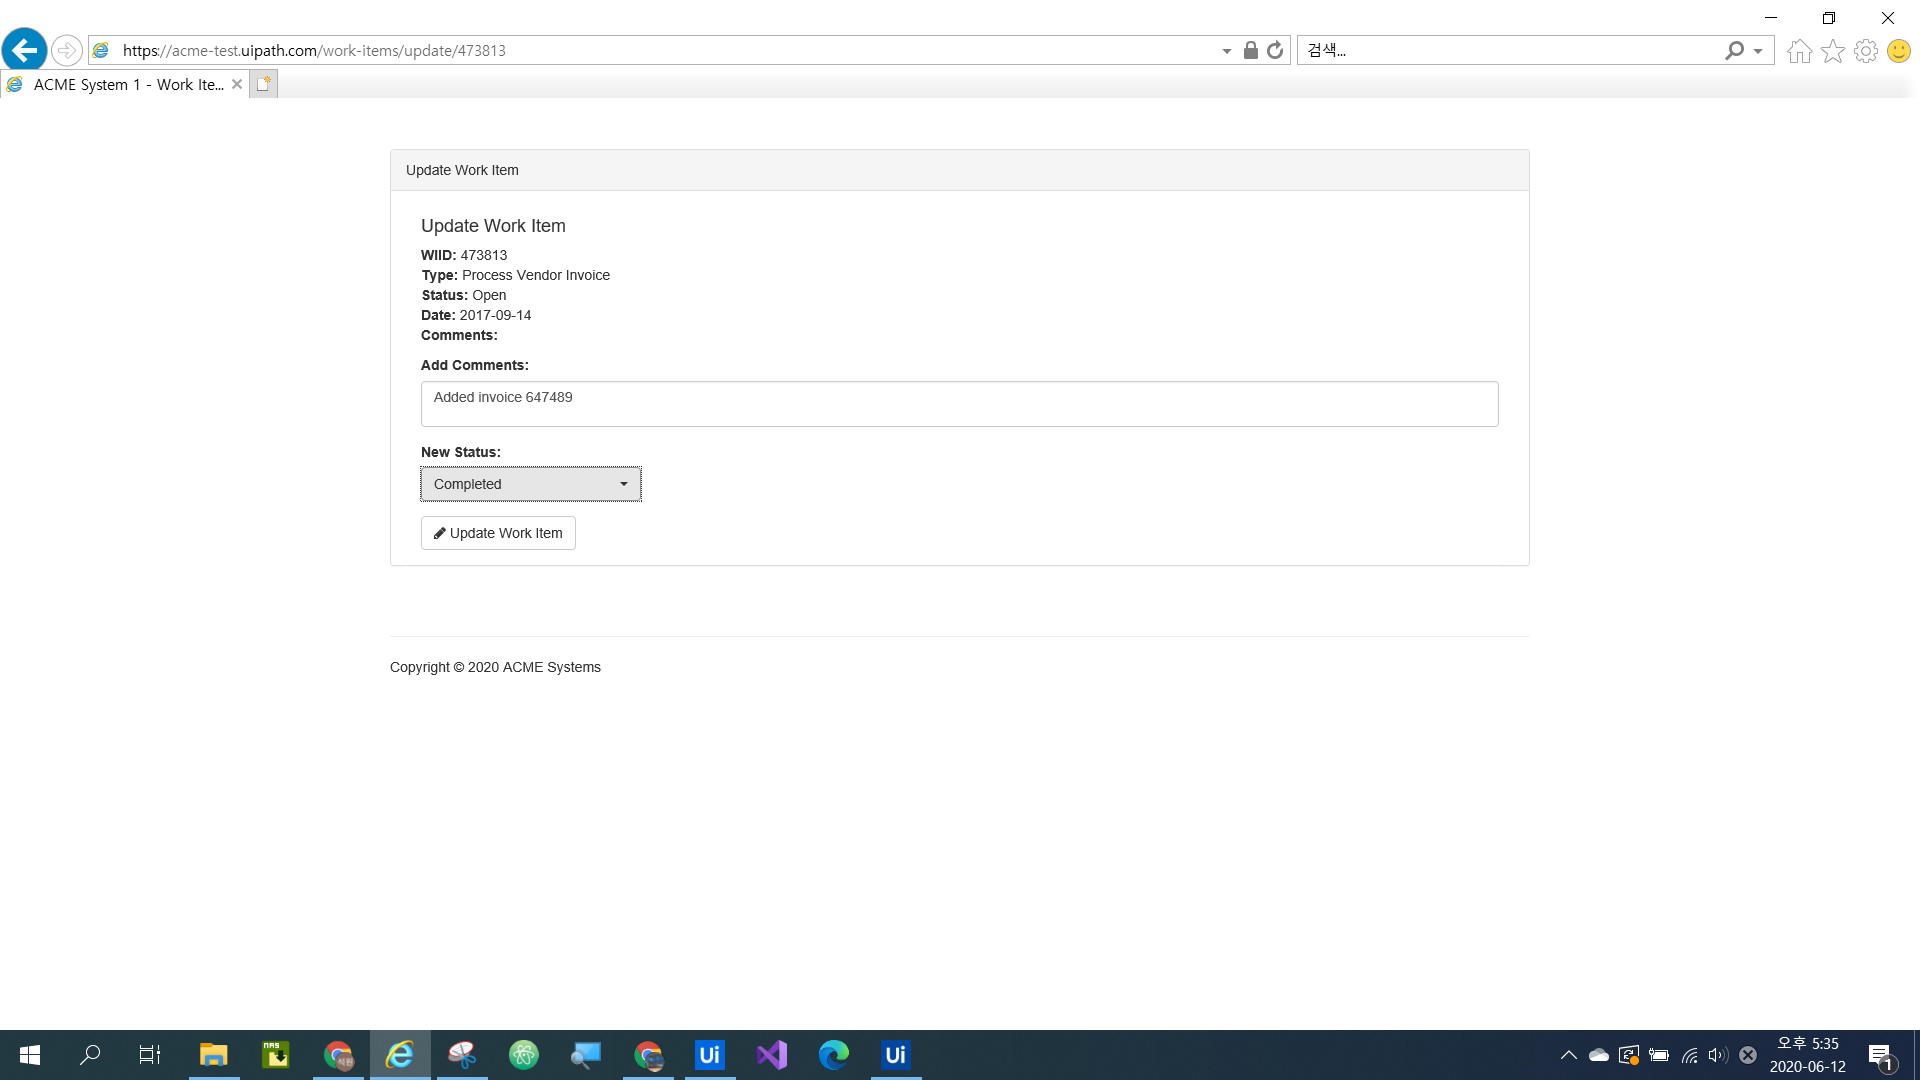 https://acme-test.uipath.com/work-items/update/473813
검색...
ACME System 1 - Work Ite...
Update Work Item
Update Work Item
WIID: 473813
Type: Process Vendor Invoice
Status: Open
Date: 2017-09-14
Comments:
Add Comments:
Added invoice 647489
New Status:
Completed
Update Work Item
Copyright © 2020 ACME Systems
NAS
Ui
Ui
오후 5:35
2020-06-12
1